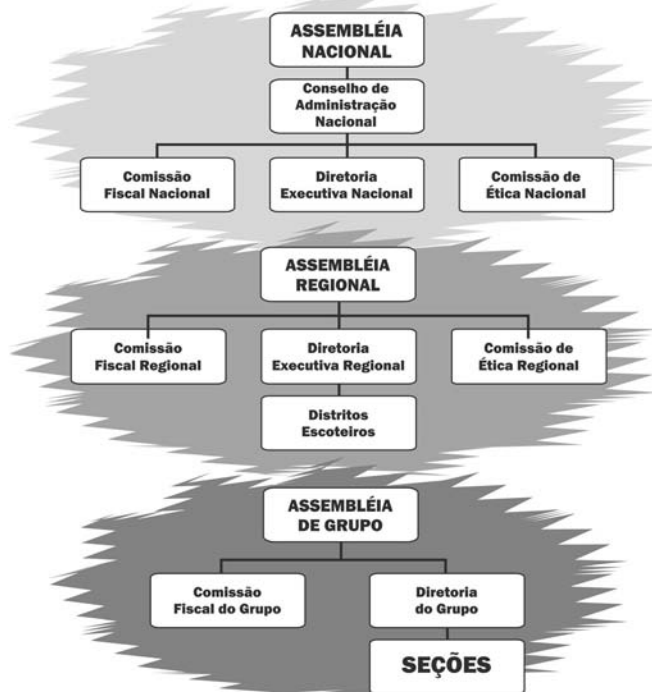 ASSEMBLÉIA
NACIONAL
Conselho de
Administração
Nacional
Comissão
Fiscal Nacional
Diretoria
Executiva Nacional
Comissão de
Ética Nacional
ASSEMBLÉIA
REGIONAL
Comissão
Fiscal Regional
Diretoria
Executiva Regional
Comissão de
Ética Regional
Distritos
Escoteiros
ASSEMBLÉIA
DE GRUPO
Comissão
Fiscal do Grupo
Diretoria
do Grupo
SEÇÕES